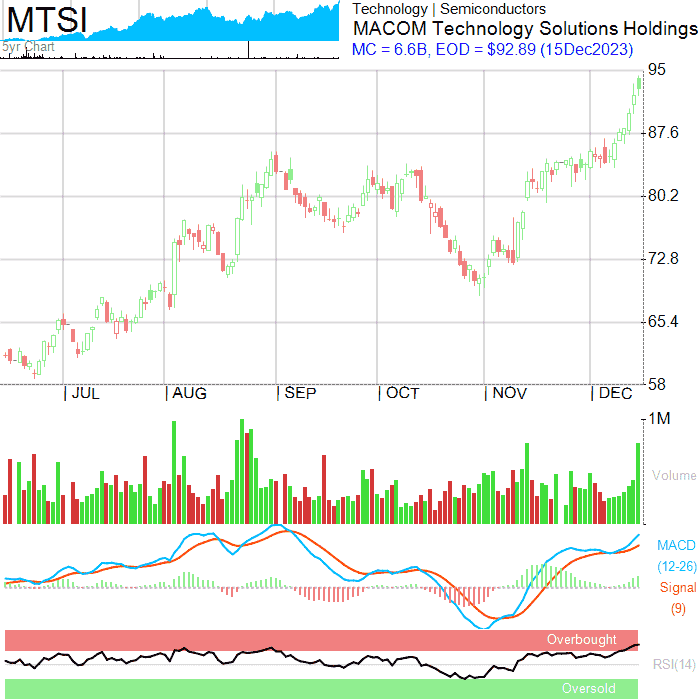 MTSI
5yr Chart
Technology | Semiconductors
MACOM Technology Solutions Holdings
MC = 6.6B, EOD = $92.89 (15Dec2023)
95
87.6
80.2
72.8
65.4
58
| JUL | AUG | SEP | OCT | NOV | DEC
1M
Volume
MACD
(12-26)
Signal
(9)
Overbought
RSI(14)
Oversold